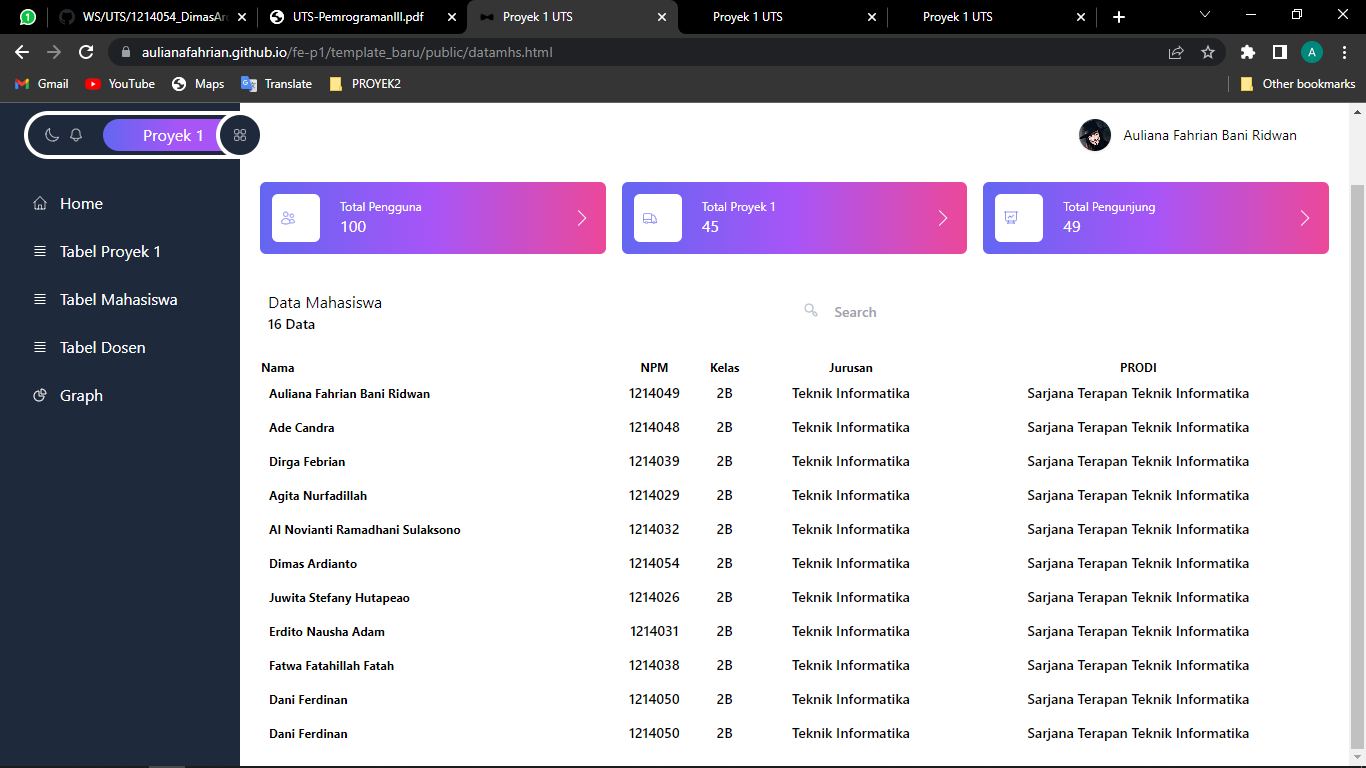 1
WS/UTS/1214054_DimasAr
UTS-PemrogramanIII.pdf
Proyek 1 UTS
Proyek 1 UTS
Proyek 1 UTS
aulianafahrian.github.io/fe-p1/template_baru/public/datamhs.html
A
Gmail
YouTube
Maps
Translate
PROYEK2
Other bookmarks
Proyek 1
Auliana Fahrian Bani Ridwan
Home
Tabel Proyek 1
Tabel Mahasiswa
Tabel Dosen
Graph
Total Pengguna
100
Total Proyek 1
45
Total Pengunjung
49
Data Mahasiswa
16 Data
Search
Nama NPM Kelas Jurusan PRODI
Auliana Fahrian Bani Ridwan 1214049 2B Teknik Informatika Sarjana Terapan Teknik Informatika
Ade Candra 1214048 2B Teknik Informatika Sarjana Terapan Teknik Informatika
Dirga Febrian 1214039 2B Teknik Informatika Sarjana Terapan Teknik Informatika
Agita Nurfadillah 1214029 2B Teknik Informatika Sarjana Terapan Teknik Informatika
Al Novianti Ramadhani Sulaksono 1214032 2B Teknik Informatika Sarjana Terapan Teknik Informatika
Dimas Ardianto 1214054 2B Teknik Informatika Sarjana Terapan Teknik Informatika
Juwita Stefany Hutapeao 1214026 2B Teknik Informatika Sarjana Terapan Teknik Informatika
Erdito Nausha Adam 1214031 2B Teknik Informatika Sarjana Terapan Teknik Informatika
Fatwa Fatahillah Fatah 1214038 2B Teknik Informatika Sarjana Terapan Teknik Informatika
Dani Ferdinan 1214050 2B Teknik Informatika Sarjana Terapan Teknik Informatika
Dani Ferdinan 1214050 2B Teknik Informatika Sarjana Terapan Teknik Informatika